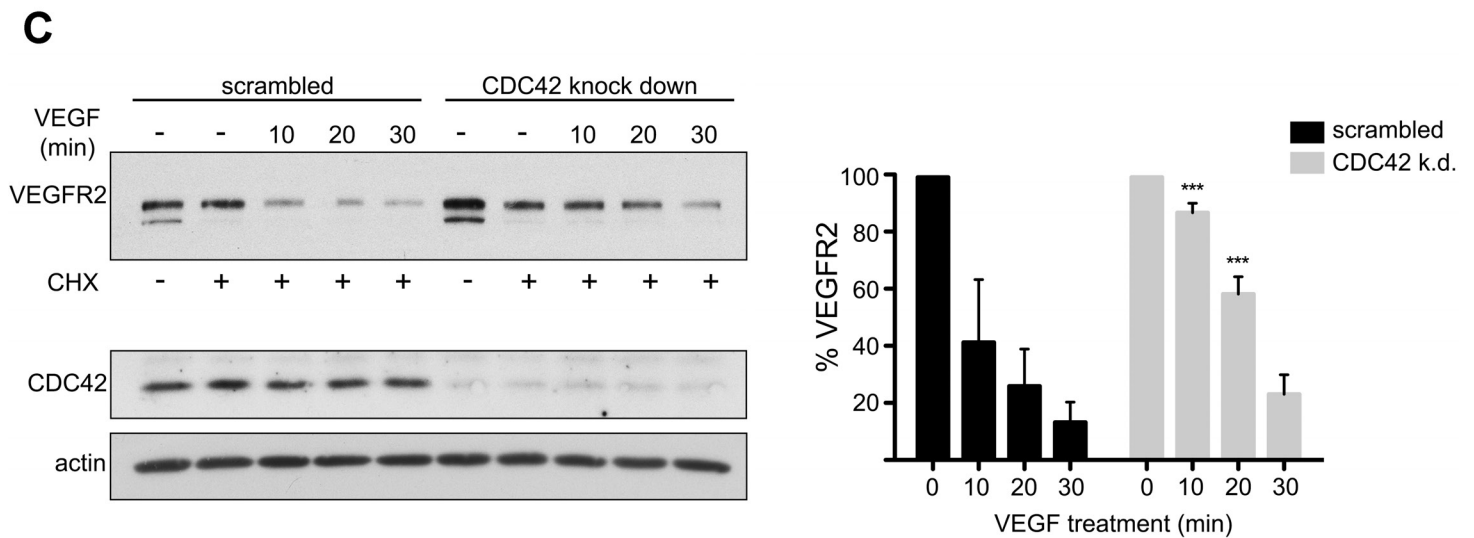 C
scrambled CDC42 knock down
VEGF (min) - - 10 20 30 - - 10 20 30
VEGFR2
CHX - + + + + - + + + +
CDC42
actin
scrambled
CDC42 k.d.
% VEGFR2
100
80
60
40
20
*** ***
0 10 20 30 0 10 20 30
VEGF treatment (min)